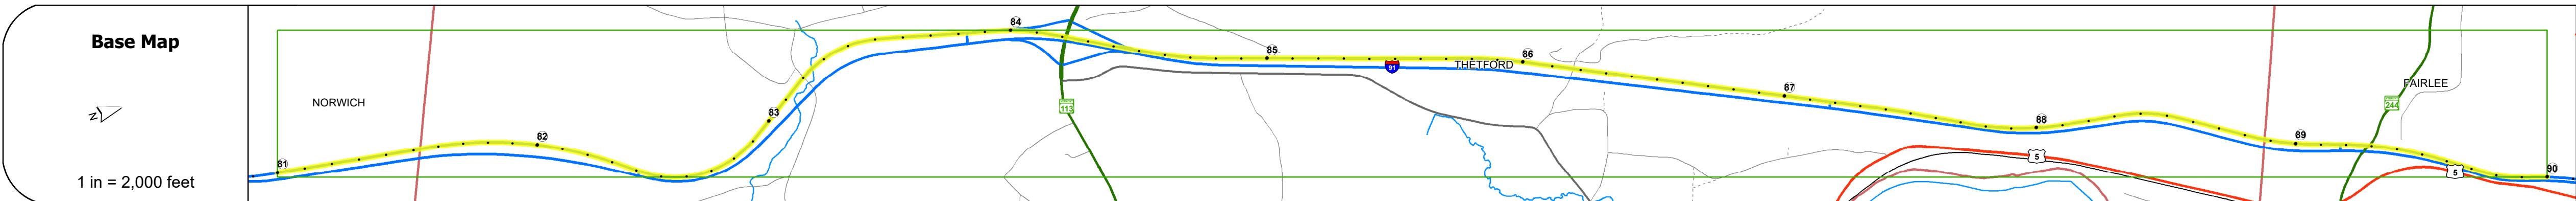 Base Map
N
1 in = 2,000 feet
NORWICH
81
82
83
84
113
85
91
THETFORD
86
87
5
88
89
244
FAIRLEE
5
90